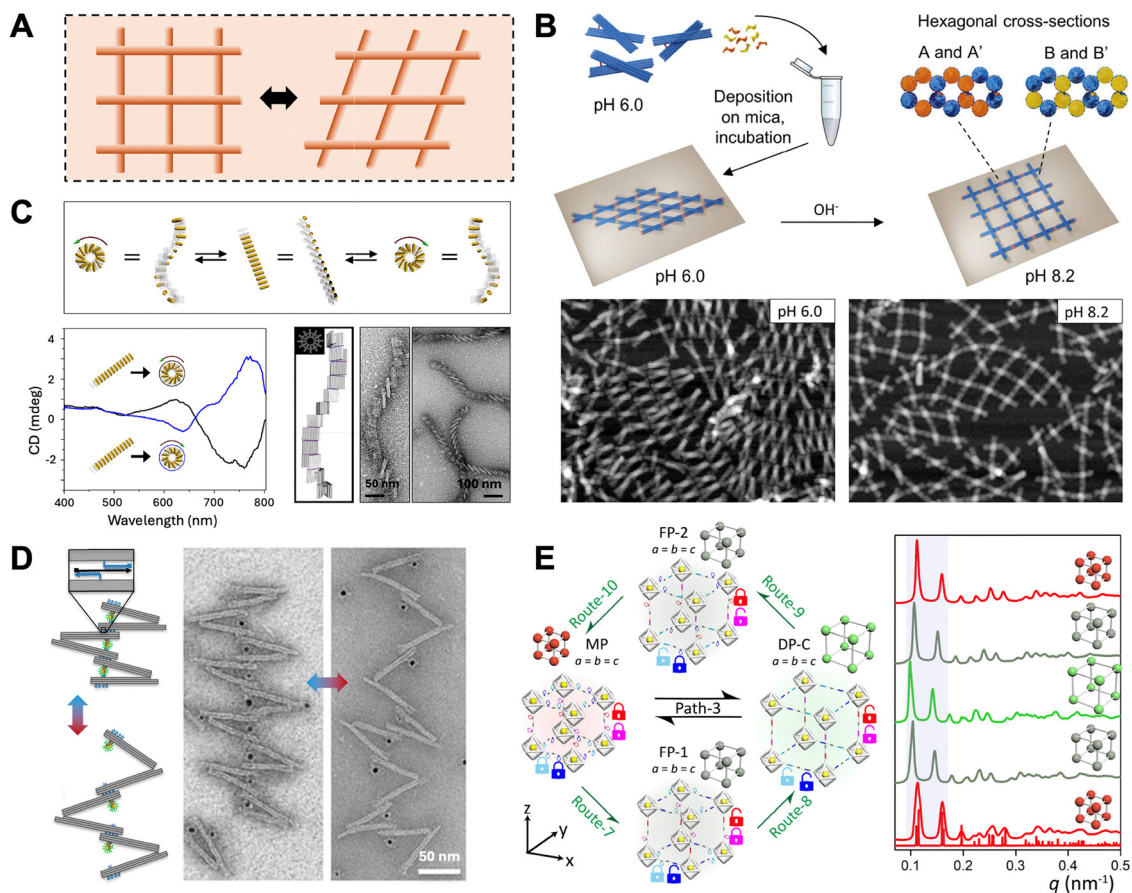 A
B
pH 6.0
Deposition
on mica,
incubation
Hexagonal cross-sections
A and A'
B and B'
OH-
pH 6.0
pH 8.2
pH 6.0
pH 8.2
C
4
2
0
-2
CD (mdeg)
400
500
600
700
800
Wavelength (nm)
50 nm
100 nm
D
50 nm
E
FP-2
a = b = c
Route-10
Route-9
MP
a = b = c
DP-C
a = b = c
Path-3
FP-1
a = b = c
Route-7
Route-8
z
y
x
0.1
0.2
0.3
0.4
0.5
q (nm-1)